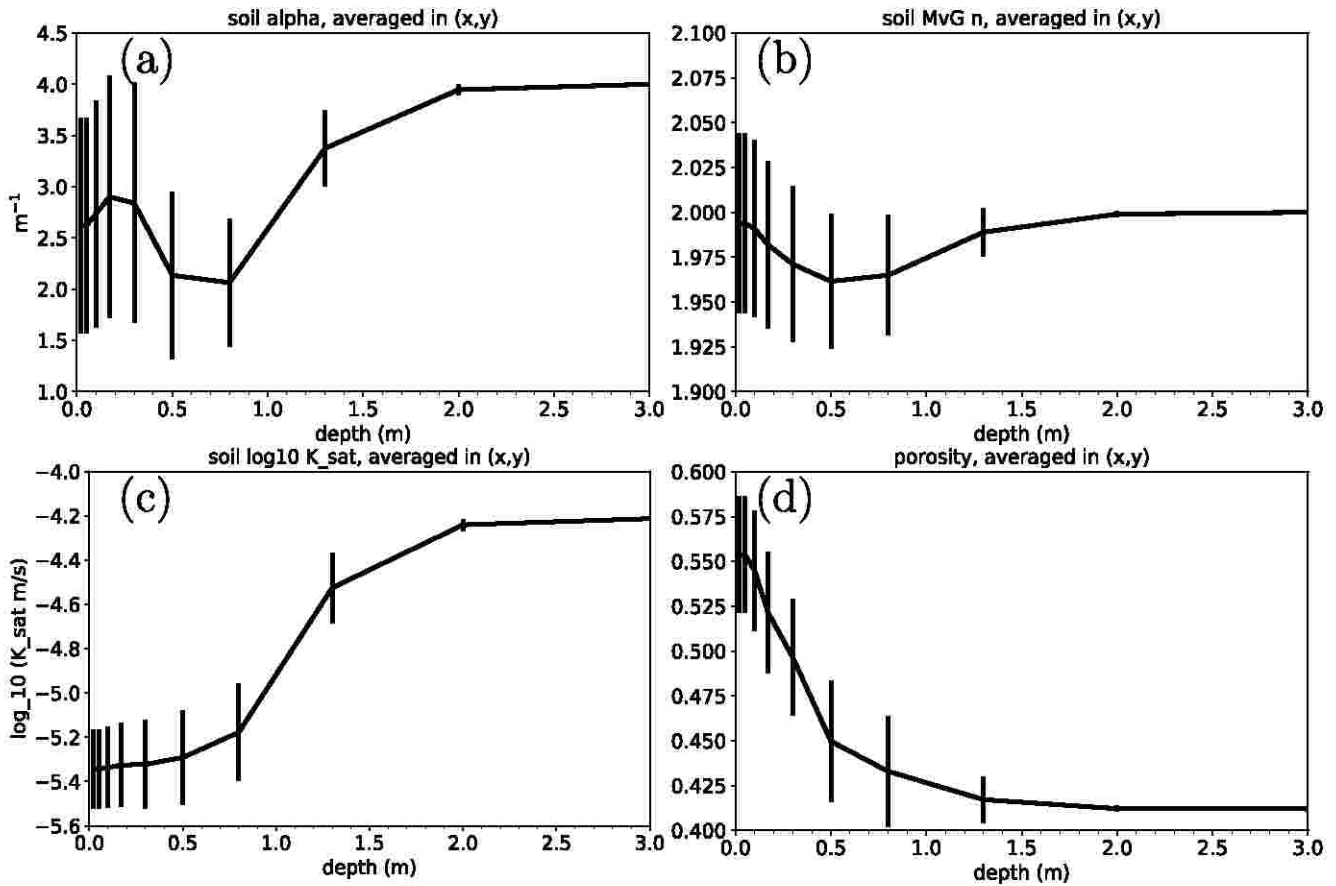 soil alpha, averaged in (x,y)
(a)
m⁻¹
4.5
4.0
3.5
3.0
2.5
2.0
1.5
1.0
0.0 0.5 1.0 1.5 2.0 2.5 3.0
depth (m)
soil MvG n, averaged in (x,y)
(b)
2.100
2.075
2.050
2.025
2.000
1.975
1.950
1.925
1.900
0.0 0.5 1.0 1.5 2.0 2.5 3.0
depth (m)
soil log10 K_sat, averaged in (x,y)
(c)
log_10 (K_sat m/s)
−4.0
−4.2
−4.4
−4.6
−4.8
−5.0
−5.2
−5.4
−5.6
0.0 0.5 1.0 1.5 2.0 2.5 3.0
depth (m)
porosity, averaged in (x,y)
(d)
0.600
0.575
0.550
0.525
0.500
0.475
0.450
0.425
0.400
0.0 0.5 1.0 1.5 2.0 2.5 3.0
depth (m)